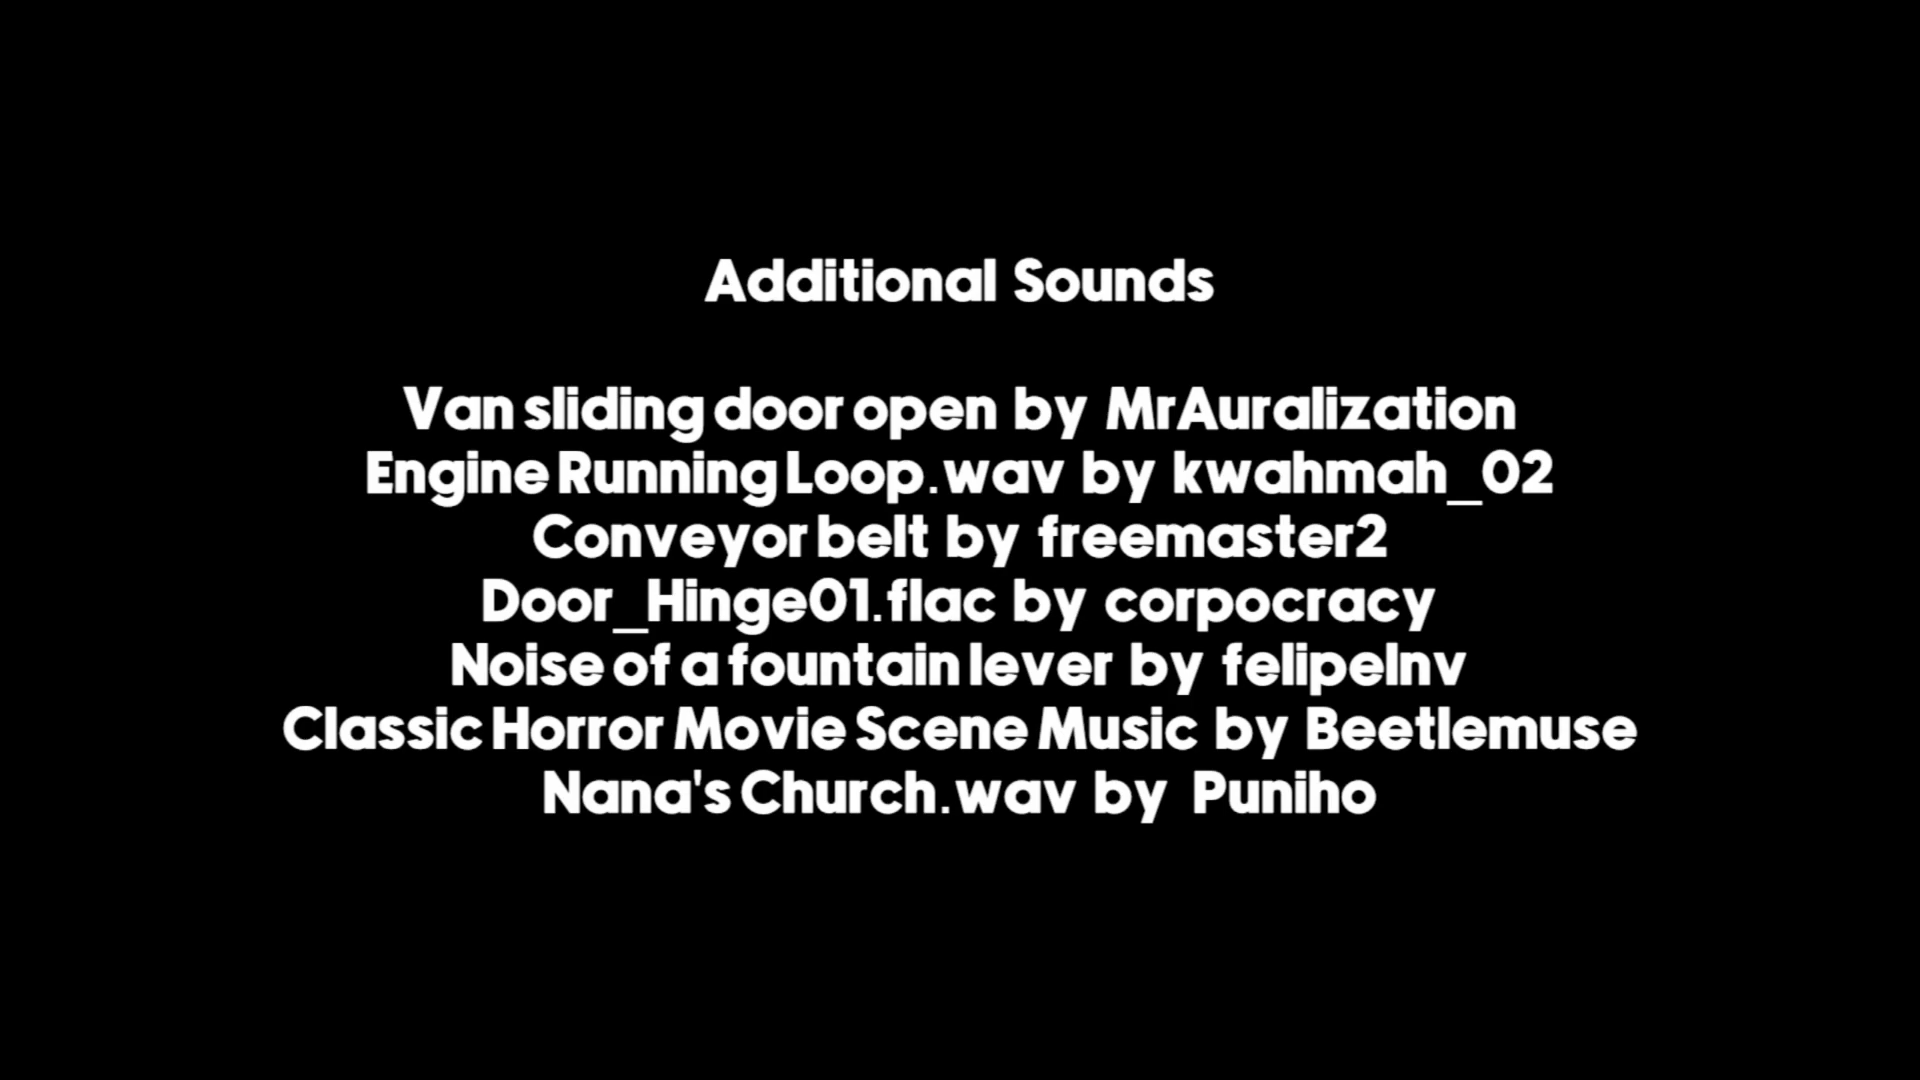 Additional Sounds
Van sliding door open by MrAuralization
Engine Running Loop.wav by kwahmah_02
Conveyor belt by freemaster2
Door_Hinge01.flac by corpocracy
Noise of a fountain lever by felipelnv
Classic Horror Movie Scene Music by Beetlemuse
Nana's Church.wav by Puniho